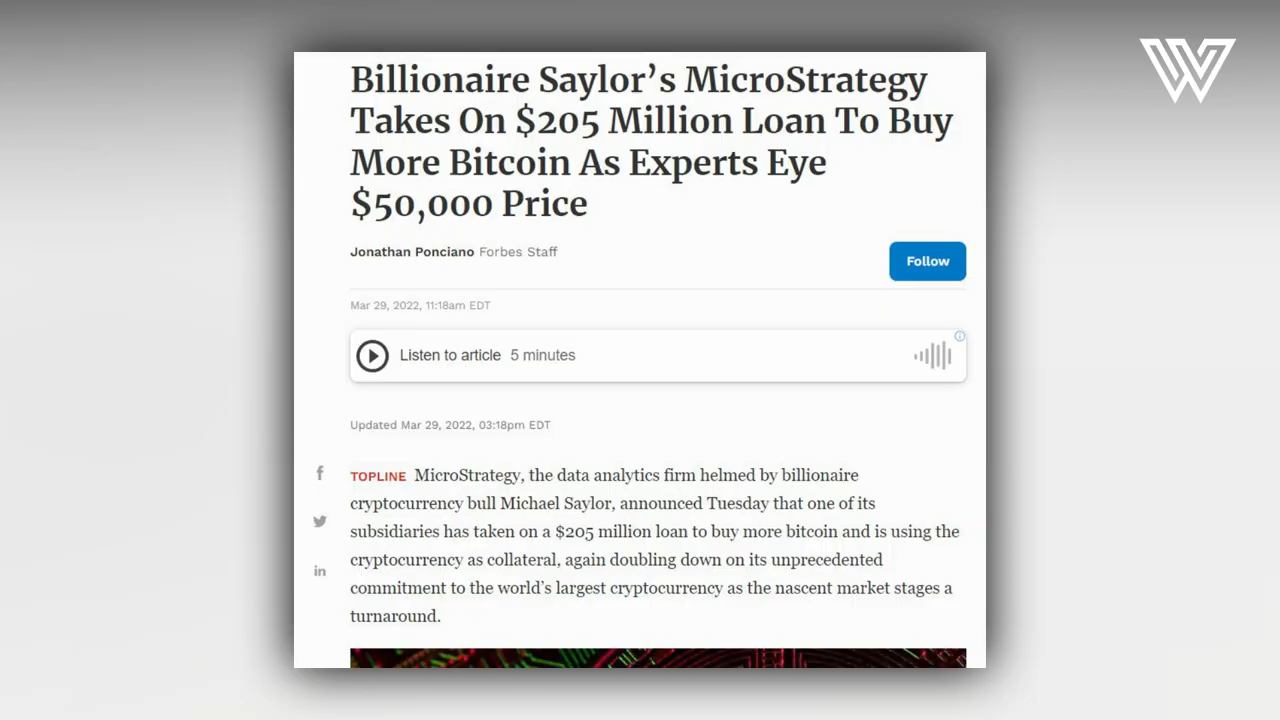 Billionaire Saylor’s MicroStrategy
Takes On $205 Million Loan To Buy
More Bitcoin As Experts Eye
$50,000 Price
Jonathan Ponciano Forbes Staff
Follow
Mar 29, 2022, 11:18am EDT
Listen to article 5 minutes
Updated Mar 29, 2022, 03:18pm EDT
TOPLINE MicroStrategy, the data analytics firm helmed by billionaire
cryptocurrency bull Michael Saylor, announced Tuesday that one of its
subsidiaries has taken on a $205 million loan to buy more bitcoin and is using the
cryptocurrency as collateral, again doubling down on its unprecedented
commitment to the world’s largest cryptocurrency as the nascent market stages a
turnaround.